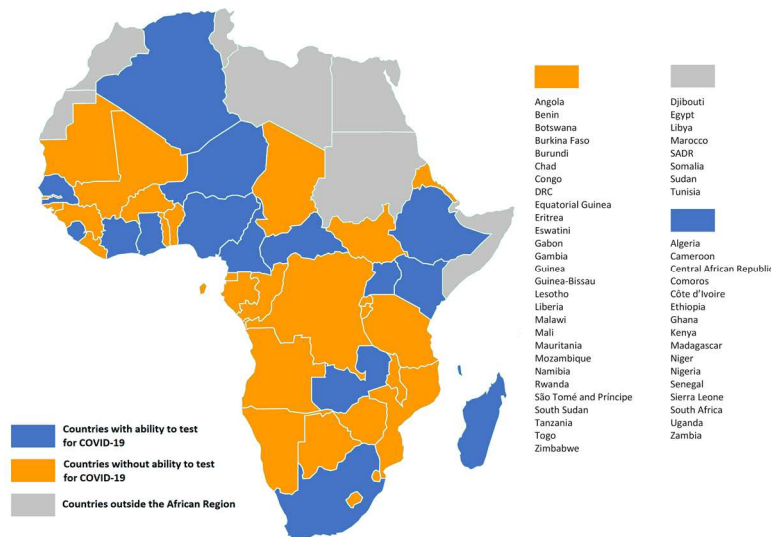 Angola
Benin
Botswana
Burkina Faso
Burundi
Chad
Congo
DRC
Equatorial Guinea
Eritrea
Eswatini
Gabon
Gambia
Guinea
Guinea-Bissau
Lesotho
Liberia
Malawi
Mali
Mauritania
Mozambique
Namibia
Rwanda
São Tomé and Príncipe
South Sudan
Tanzania
Togo
Zimbabwe
Djibouti
Egypt
Libya
Marocco
SADR
Somalia
Sudan
Tunisia
Algeria
Cameroon
Central African Republic
Comoros
Côte d'Ivoire
Ethiopia
Ghana
Kenya
Madagascar
Niger
Nigeria
Senegal
Sierra Leone
South Africa
Uganda
Zambia
Countries with ability to test
for COVID-19
Countries without ability to test
for COVID-19
Countries outside the African Region